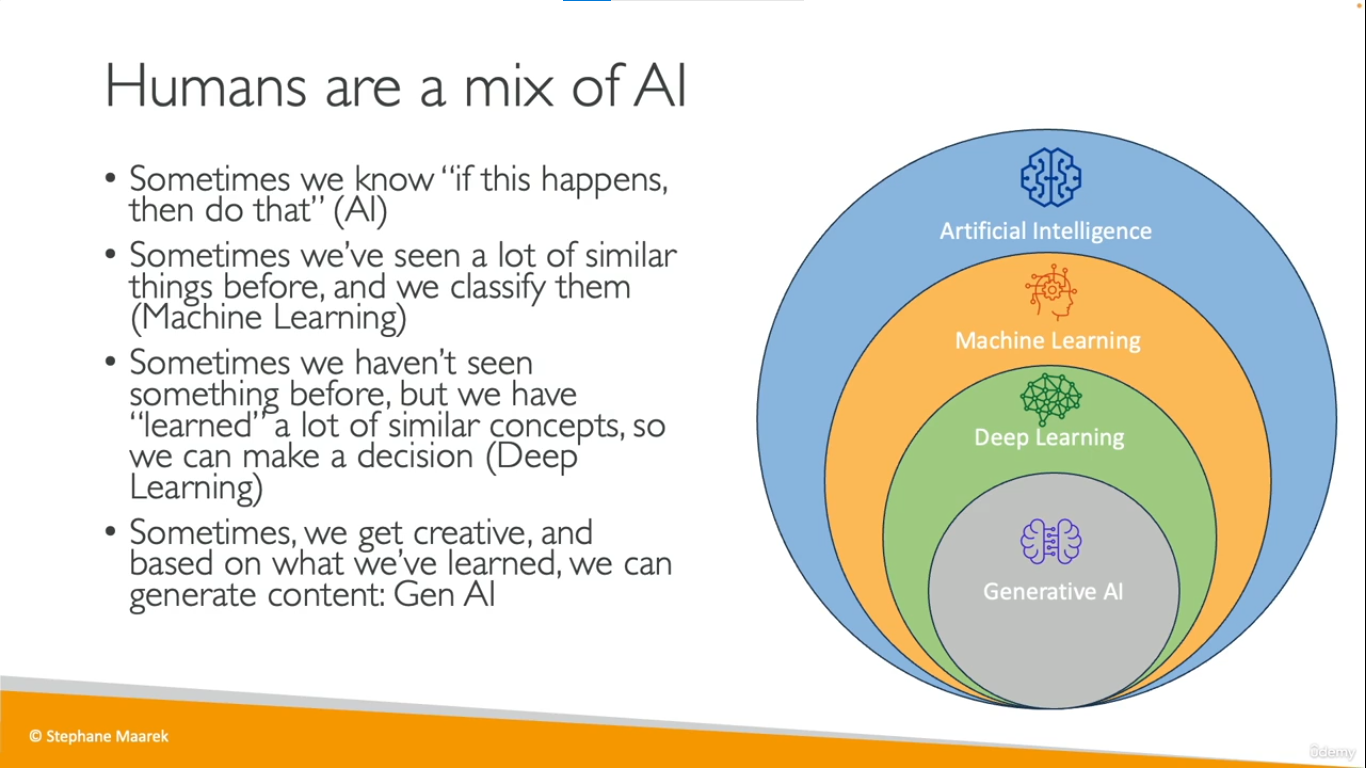 Humans are a mix of AI
• Sometimes we know “if this happens,
then do that” (AI)
• Sometimes we’ve seen a lot of similar
things before, and we classify them
(Machine Learning)
• Sometimes we haven’t seen
something before, but we have
“learned” a lot of similar concepts, so
we can make a decision (Deep
Learning)
• Sometimes, we get creative, and
based on what we’ve learned, we can
generate content: Gen AI
Artificial Intelligence
Machine Learning
Deep Learning
Generative AI
© Stephane Maarek
ûdemy